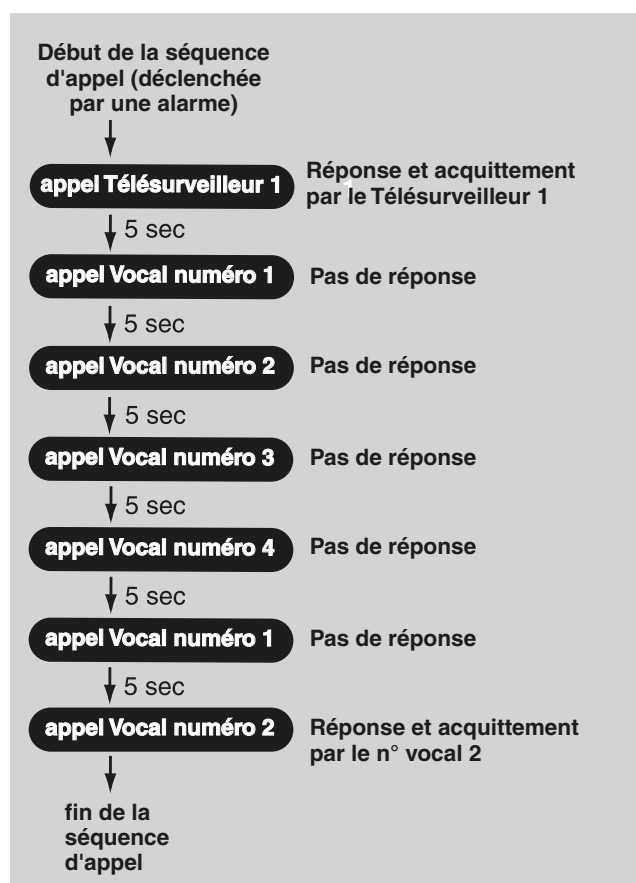 Début de la séquence
d'appel (déclenchée
par une alarme)
appel Télésurveilleur 1
Réponse et acquittement
par le Télésurveilleur 1
5 sec
appel Vocal numéro 1
Pas de réponse
5 sec
appel Vocal numéro 2
Pas de réponse
5 sec
appel Vocal numéro 3
Pas de réponse
5 sec
appel Vocal numéro 4
Pas de réponse
5 sec
appel Vocal numéro 1
Pas de réponse
5 sec
appel Vocal numéro 2
Réponse et acquittement
par le n° vocal 2
fin de la
séquence
d'appel